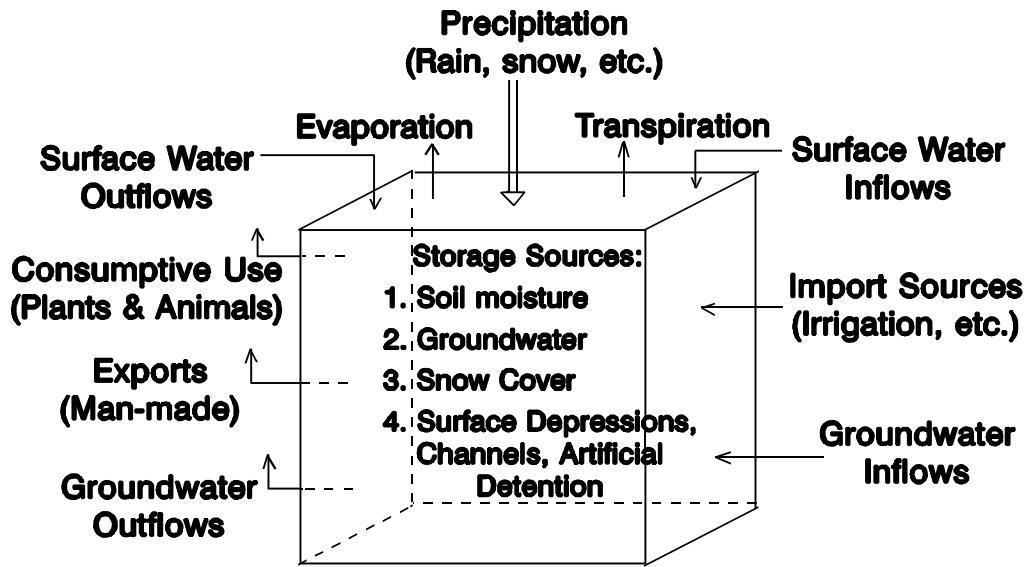 Precipitation
(Rain, snow, etc.)
Evaporation
Transpiration
Surface Water
Outflows
Surface Water
Inflows
Consumptive Use
(Plants & Animals)
Exports
(Man-made)
Groundwater
Outflows
Storage Sources:
1. Soil moisture
2. Groundwater
3. Snow Cover
4. Surface Depressions,
Channels, Artificial
Detention
Import Sources
(Irrigation, etc.)
Groundwater
Inflows